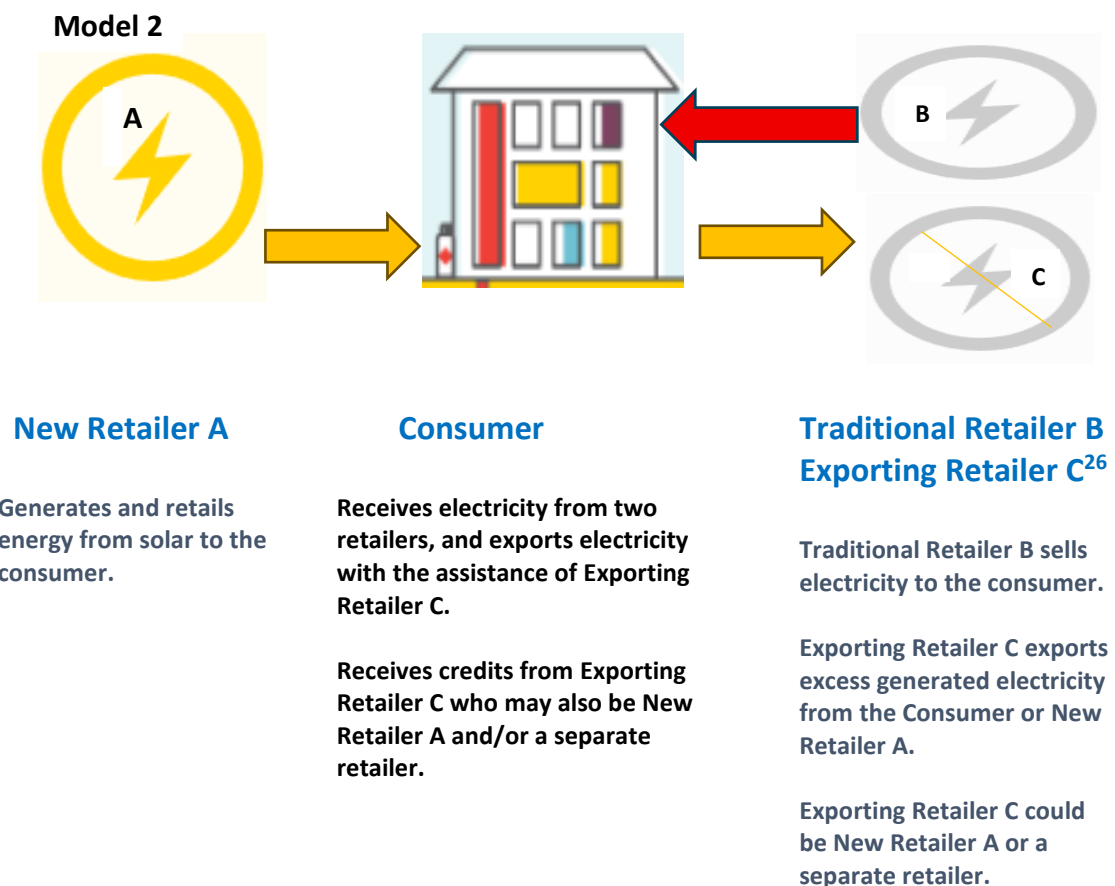 Model 2
A
B
C
New Retailer A
Generates and retails
energy from solar to the
consumer.
Consumer
Receives electricity from two
retailers, and exports electricity
with the assistance of Exporting
Retailer C.
Receives credits from Exporting
Retailer C who may also be New
Retailer A and/or a separate
retailer.
Traditional Retailer B
Exporting Retailer C26
Traditional Retailer B sells
electricity to the consumer.
Exporting Retailer C exports
excess generated electricity
from the Consumer or New
Retailer A.
Exporting Retailer C could
be New Retailer A or a
separate retailer.